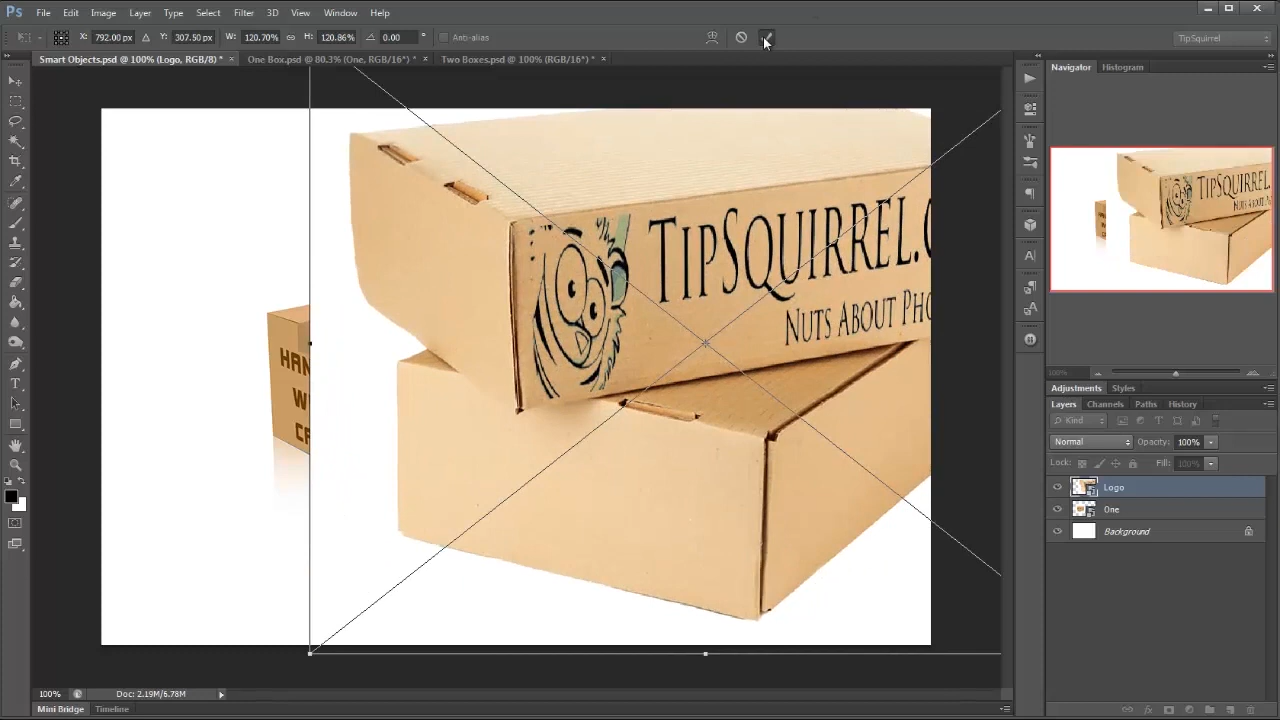 Ps File Edit Image Layer Type Select Filter 3D View Window Help
X: 792.00 px Y: 307.50 px W: 120.70% H: 120.86% 0.00 Anti-alias TipSquirrel
Smart Objects.psd @ 100% (Logo, RGB/8) * × One Box.psd @ 80.3% (One, RGB/16*) * × Two Boxes.psd @ 100% (RGB/16*) * ×
Navigator Histogram
TIPSQUIRREL.
NUTS ABOUT PHO
HAN
W
100%
Adjustments Styles
Layers Channels Paths History
Kind
Normal Opacity: 100%
Lock: Fill: 100%
Logo
One
Background
100% Doc: 2.19M/5.78M
Mini Bridge Timeline